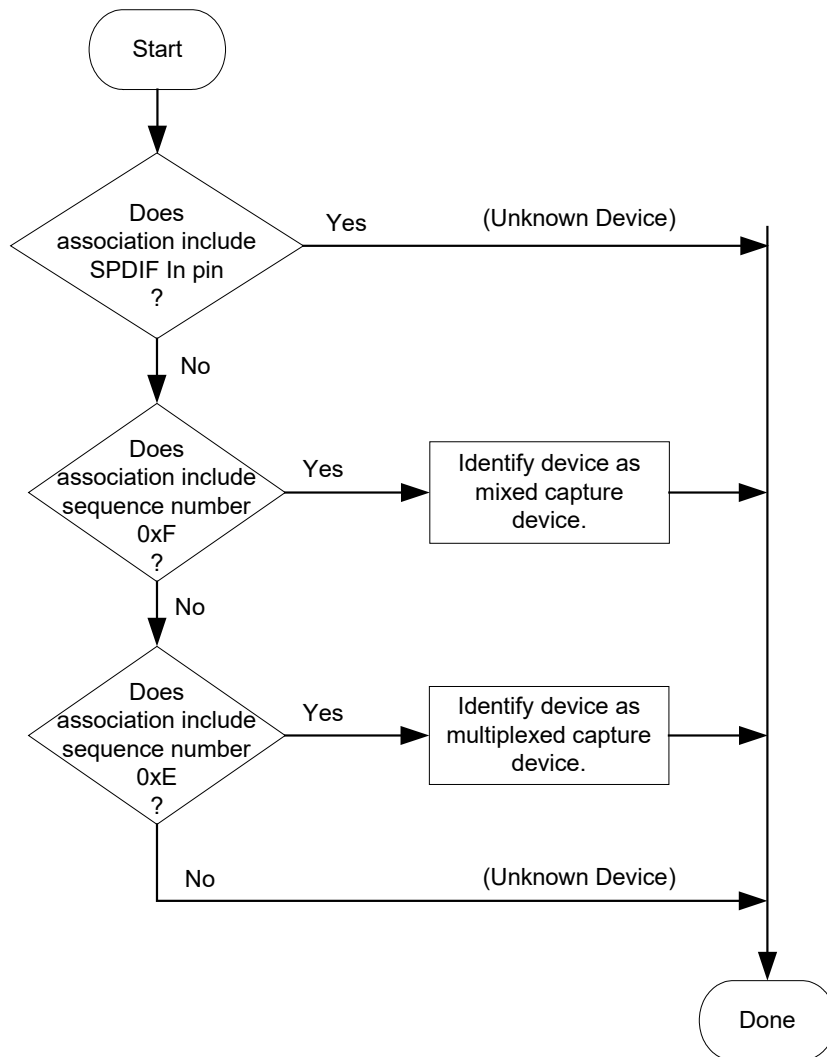 Start
Does
association include
SPDIF In pin
?
Yes
(Unknown Device)
No
Does
association include
sequence number
0xF
?
Yes
Identify device as
mixed capture
device.
No
Does
association include
sequence number
0xE
?
Yes
Identify device as
multiplexed capture
device.
No
(Unknown Device)
Done